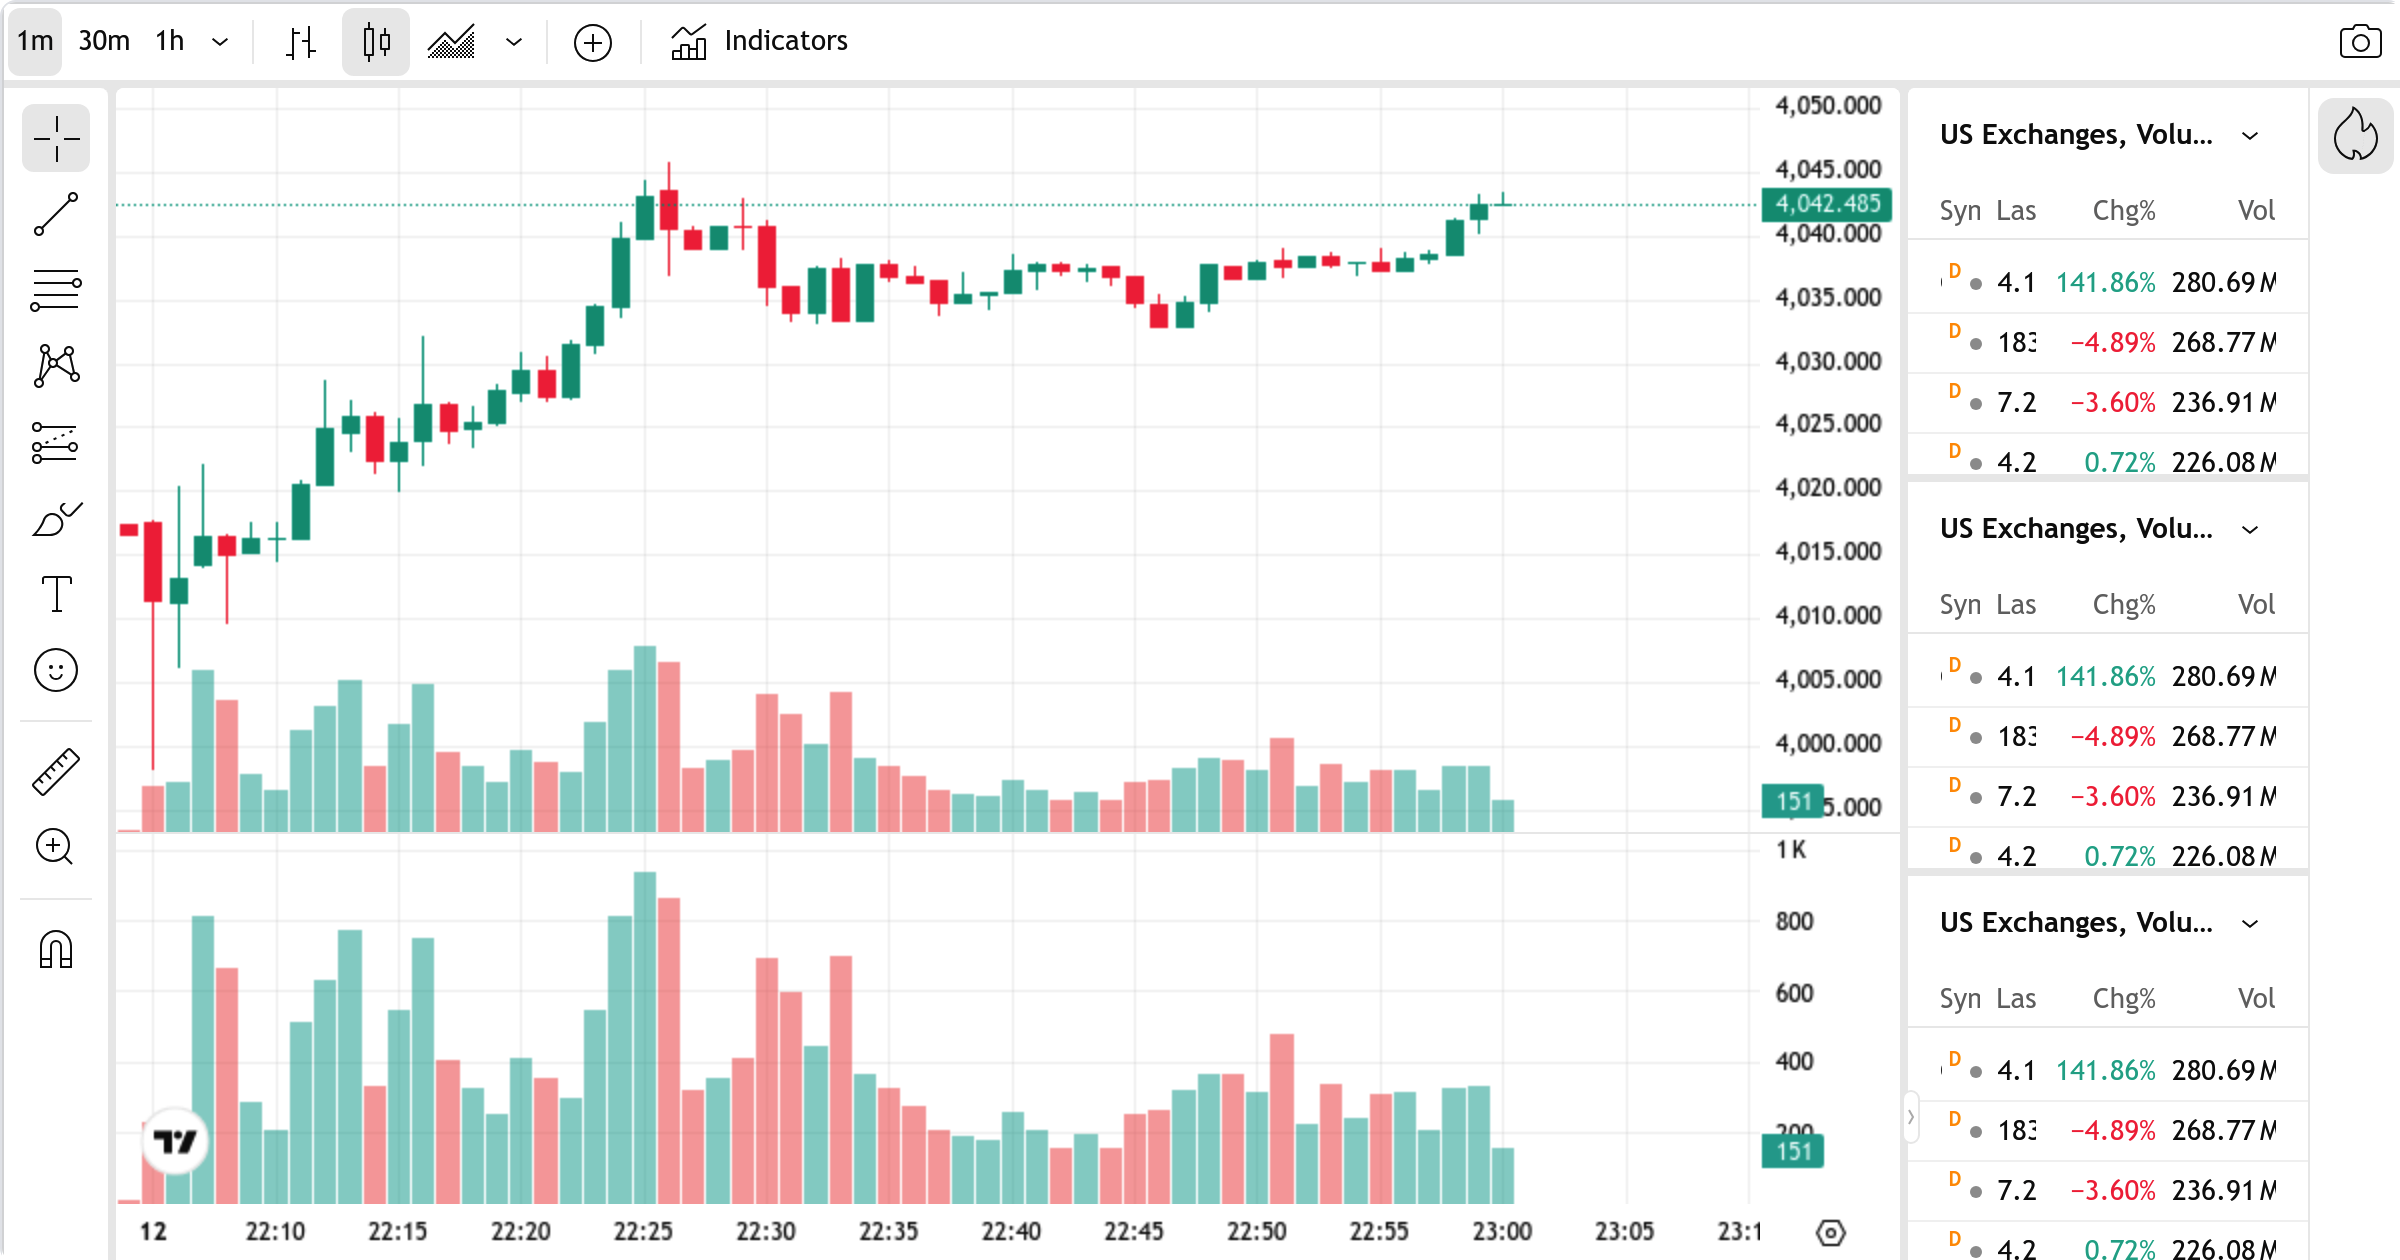 1m 30m 1h Indicators
4,050.000
4,045.000
4,042.485
4,040.000
4,035.000
4,030.000
4,025.000
4,020.000
4,015.000
4,010.000
4,005.000
4,000.000
151 5.000
1K
800
600
400
200
151
12 22:10 22:15 22:20 22:25 22:30 22:35 22:40 22:45 22:50 22:55 23:00 23:05 23:1
US Exchanges, Volu...
Syn Las Chg% Vol
D 4.1 141.86% 280.69 M
D 183 −4.89% 268.77 M
D 7.2 −3.60% 236.91 M
D 4.2 0.72% 226.08 M
US Exchanges, Volu...
Syn Las Chg% Vol
D 4.1 141.86% 280.69 M
D 183 −4.89% 268.77 M
D 7.2 −3.60% 236.91 M
D 4.2 0.72% 226.08 M
US Exchanges, Volu...
Syn Las Chg% Vol
D 4.1 141.86% 280.69 M
D 183 −4.89% 268.77 M
D 7.2 −3.60% 236.91 M
D 4.2 0.72% 226.08 M